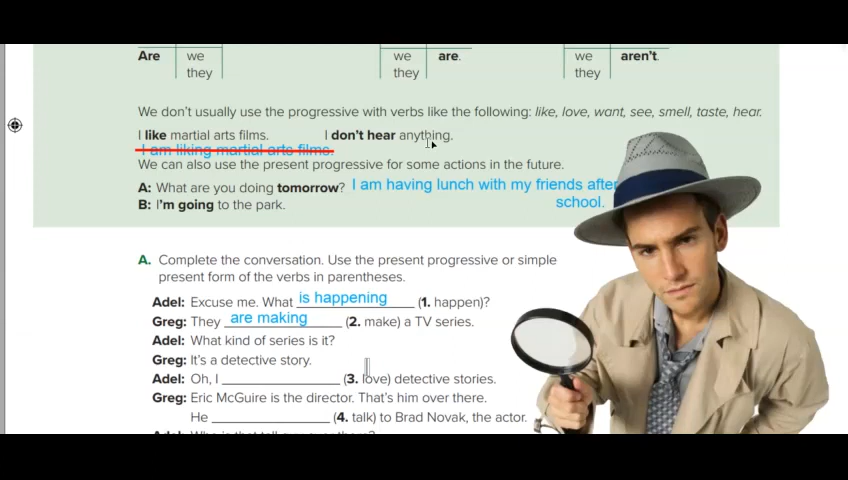 Are we are. we aren't.
they they they
We don't usually use the progressive with verbs like the following: like, love, want, see, smell, taste, hear.
I like martial arts films. I don't hear anything.
I am liking martial arts films.
We can also use the present progressive for some actions in the future.
A: What are you doing tomorrow? I am having lunch with my friends after
B: I'm going to the park. school.
A. Complete the conversation. Use the present progressive or simple
present form of the verbs in parentheses.
Adel: Excuse me. What is happening (1. happen)?
Greg: They are making (2. make) a TV series.
Adel: What kind of series is it?
Greg: It's a detective story.
Adel: Oh, I ____________ (3. love) detective stories.
Greg: Eric McGuire is the director. That's him over there.
He ____________ (4. talk) to Brad Novak, the actor.